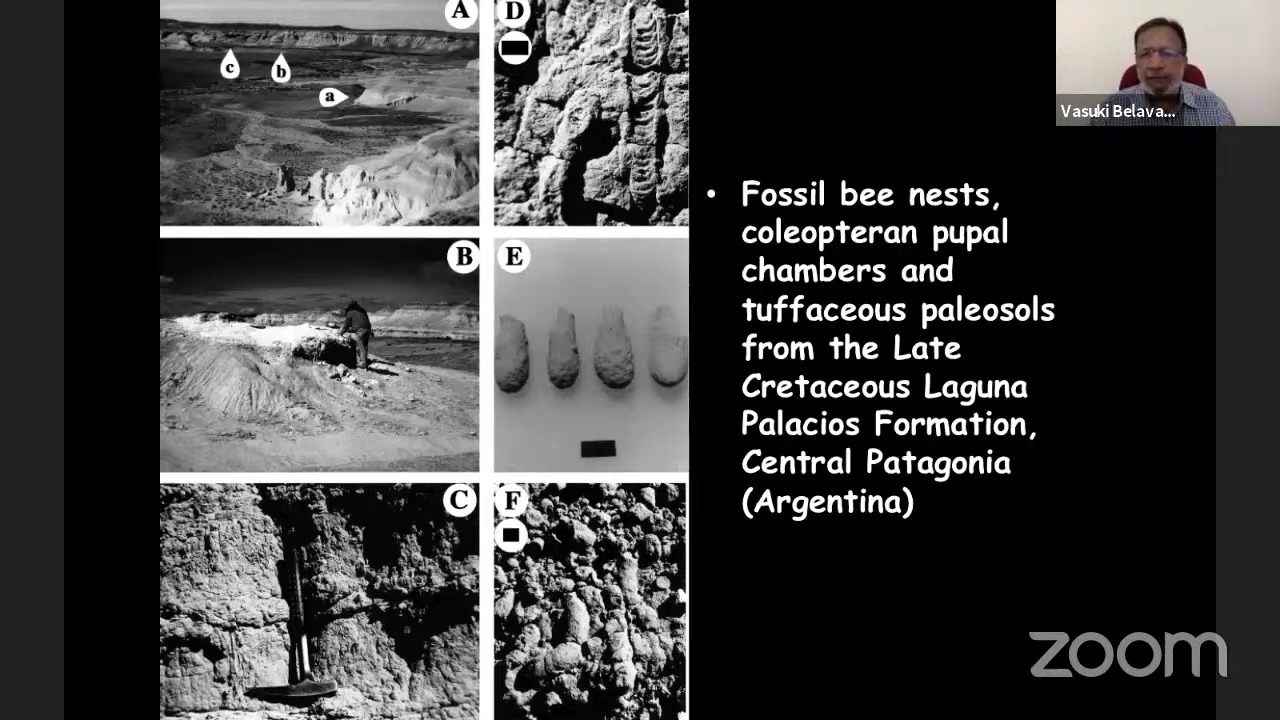 A
D
c
b
a
B
E
C
F
Vasuki Belava...
• Fossil bee nests,
coleopteran pupal
chambers and
tuffaceous paleosols
from the Late
Cretaceous Laguna
Palacios Formation,
Central Patagonia
(Argentina)
zoom